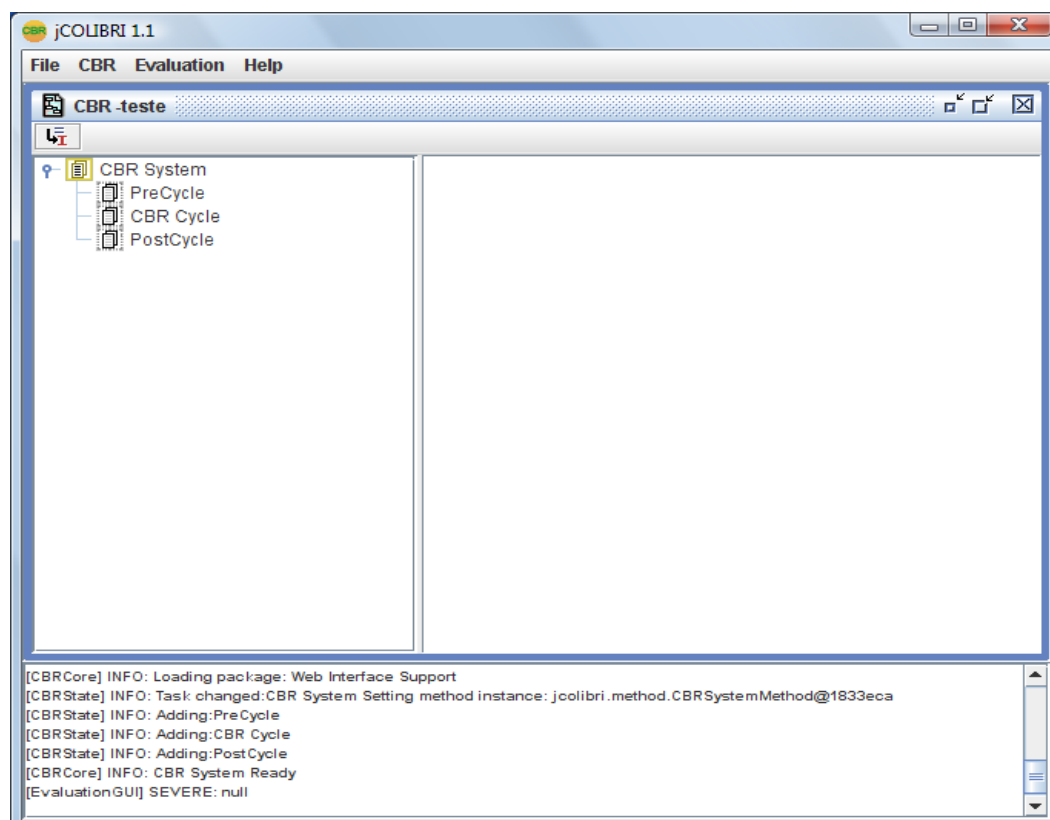 CBR jCOLIBRI 1.1
File CBR Evaluation Help
CBR -teste
I
CBR System
PreCycle
CBR Cycle
PostCycle
[CBRCore] INFO: Loading package: Web Interface Support
[CBRState] INFO: Task changed:CBR System Setting method instance: jcolibri.method.CBRSystemMethod@1833eca
[CBRState] INFO: Adding:PreCycle
[CBRState] INFO: Adding:CBR Cycle
[CBRState] INFO: Adding:PostCycle
[CBRCore] INFO: CBR System Ready
[EvaluationGUI] SEVERE: null